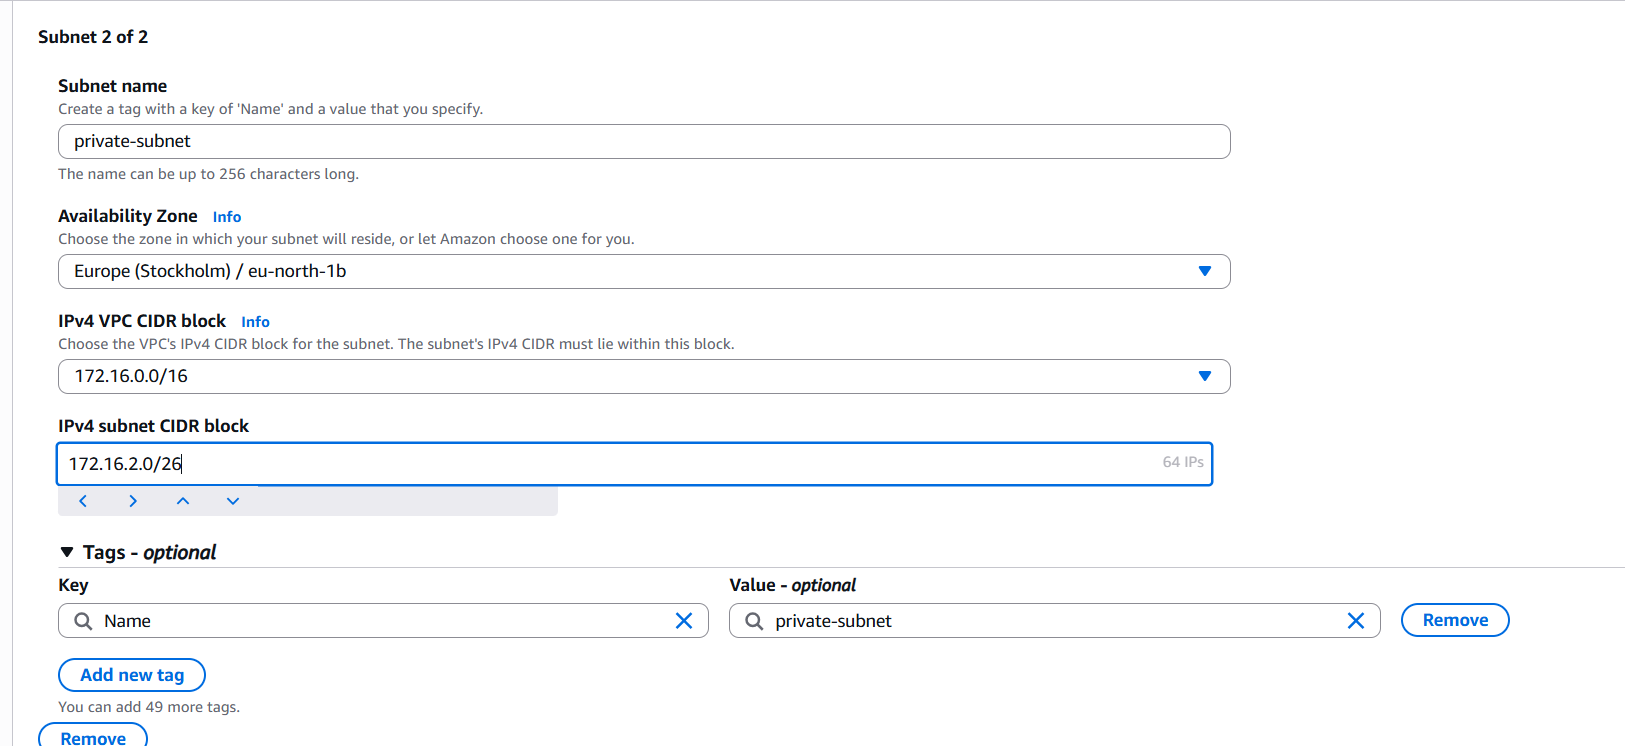 Subnet 2 of 2
Subnet name
Create a tag with a key of 'Name' and a value that you specify.
private-subnet
The name can be up to 256 characters long.
Availability Zone Info
Choose the zone in which your subnet will reside, or let Amazon choose one for you.
Europe (Stockholm) / eu-north-1b
IPv4 VPC CIDR block Info
Choose the VPC's IPv4 CIDR block for the subnet. The subnet's IPv4 CIDR must lie within this block.
172.16.0.0/16
IPv4 subnet CIDR block
172.16.2.0/26 64 IPs
Tags - optional
Key Value - optional
Name private-subnet Remove
Add new tag
You can add 49 more tags.
Remove